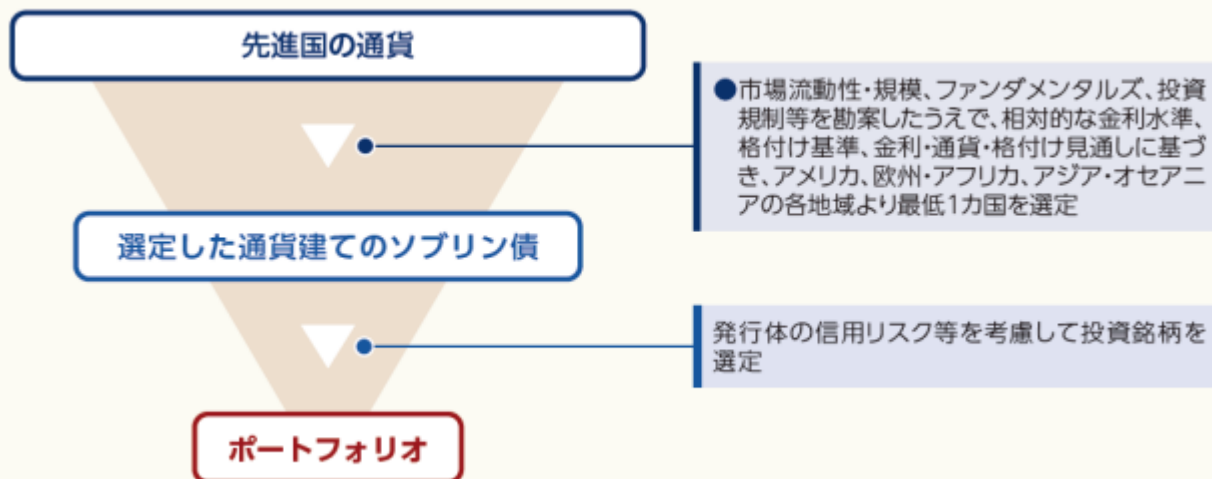 先進国の通貨
●市場流動性・規模、ファンダメンタルズ、投資
規制等を勘案したうえで、相対的な金利水準、
格付け基準、金利・通貨・格付け見通しに基づ
き、アメリカ、欧州・アフリカ、アジア・オセアニ
アの各地域より最低1カ国を選定
選定した通貨建てのソブリン債
発行体の信用リスク等を考慮して投資銘柄を
選定
ポートフォリオ